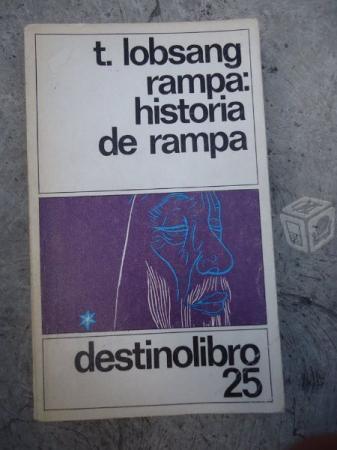 t. lobsang
rampa:
historia
de rampa
destinolibro
25